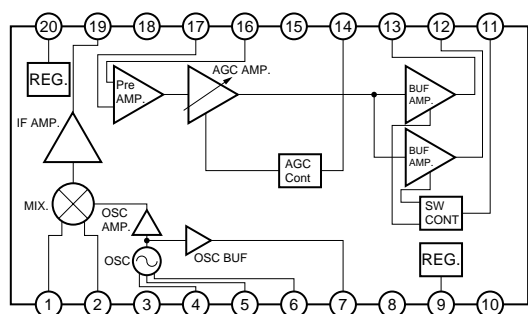 20 19 18 17 16 15 14 13 12 11
REG.
Pre
AMP.
AGC AMP.
BUF
AMP.
IF AMP.
BUF
AMP.
AGC
Cont
MIX.
OSC
AMP.
SW
CONT
OSC
OSC BUF
REG.
1 2 3 4 5 6 7 8 9 10